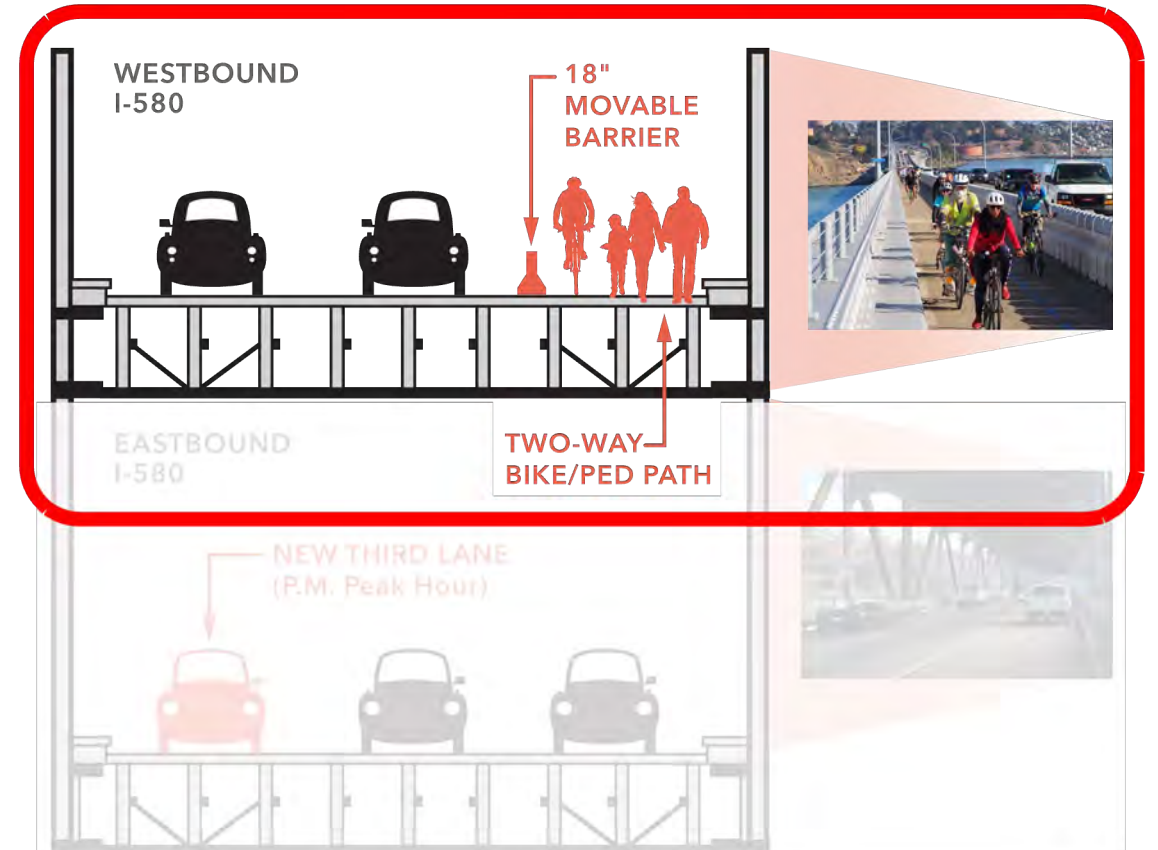 WESTBOUND
I-580
18"
MOVABLE
BARRIER
TWO-WAY
BIKE/PED PATH
EASTBOUND
I-580
NEW THIRD LANE
(P.M. Peak Hour)